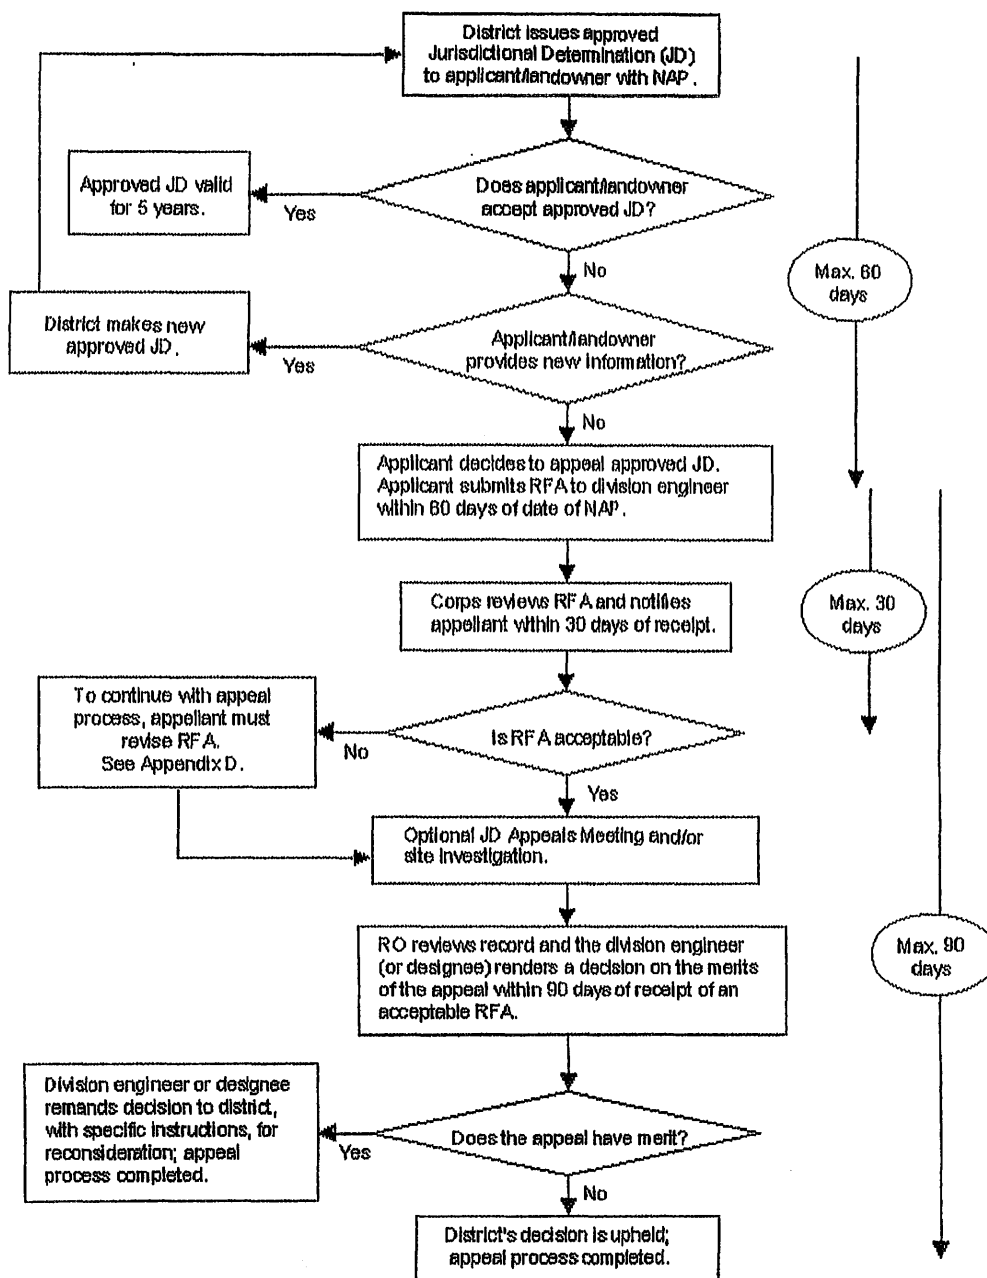 District issues approved
Jurisdictional Determination (JD)
to applicant/landowner with NAP.
Does applicant/landowner
accept approved JD?
Yes
Approved JD valid
for 5 years.
No
Max. 60
days
Applicant/landowner
provides new information?
Yes
District makes new
approved JD.
No
Applicant decides to appeal approved JD.
Applicant submits RFA to division engineer
within 60 days of date of NAP.
Corps reviews RFA and notifies
appellant within 30 days of receipt.
Max. 30
days
To continue with appeal
process, appellant must
revise RFA.
See Appendix D.
No
Is RFA acceptable?
Yes
Optional JD Appeals Meeting and/or
site investigation.
RO reviews record and the division engineer
(or designee) renders a decision on the merits
of the appeal within 90 days of receipt of an
acceptable RFA.
Max. 90
days
Division engineer or designee
remands decision to district,
with specific instructions, for
reconsideration; appeal
process completed.
Yes
Does the appeal have merit?
No
District's decision is upheld;
appeal process completed.